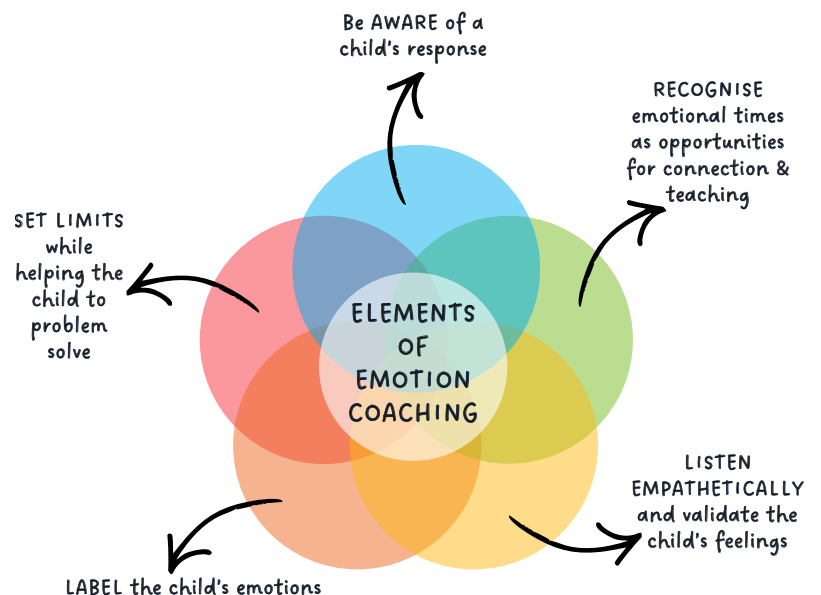 Be AWARE of a
child's response
RECOGNISE
emotional times
as opportunities
for connection &
teaching
SET LIMITS
while
helping the
child to
problem
solve
ELEMENTS
OF
EMOTION
COACHING
LISTEN
EMPATHETICALLY
and validate the
child's feelings
LABEL the child's emotions